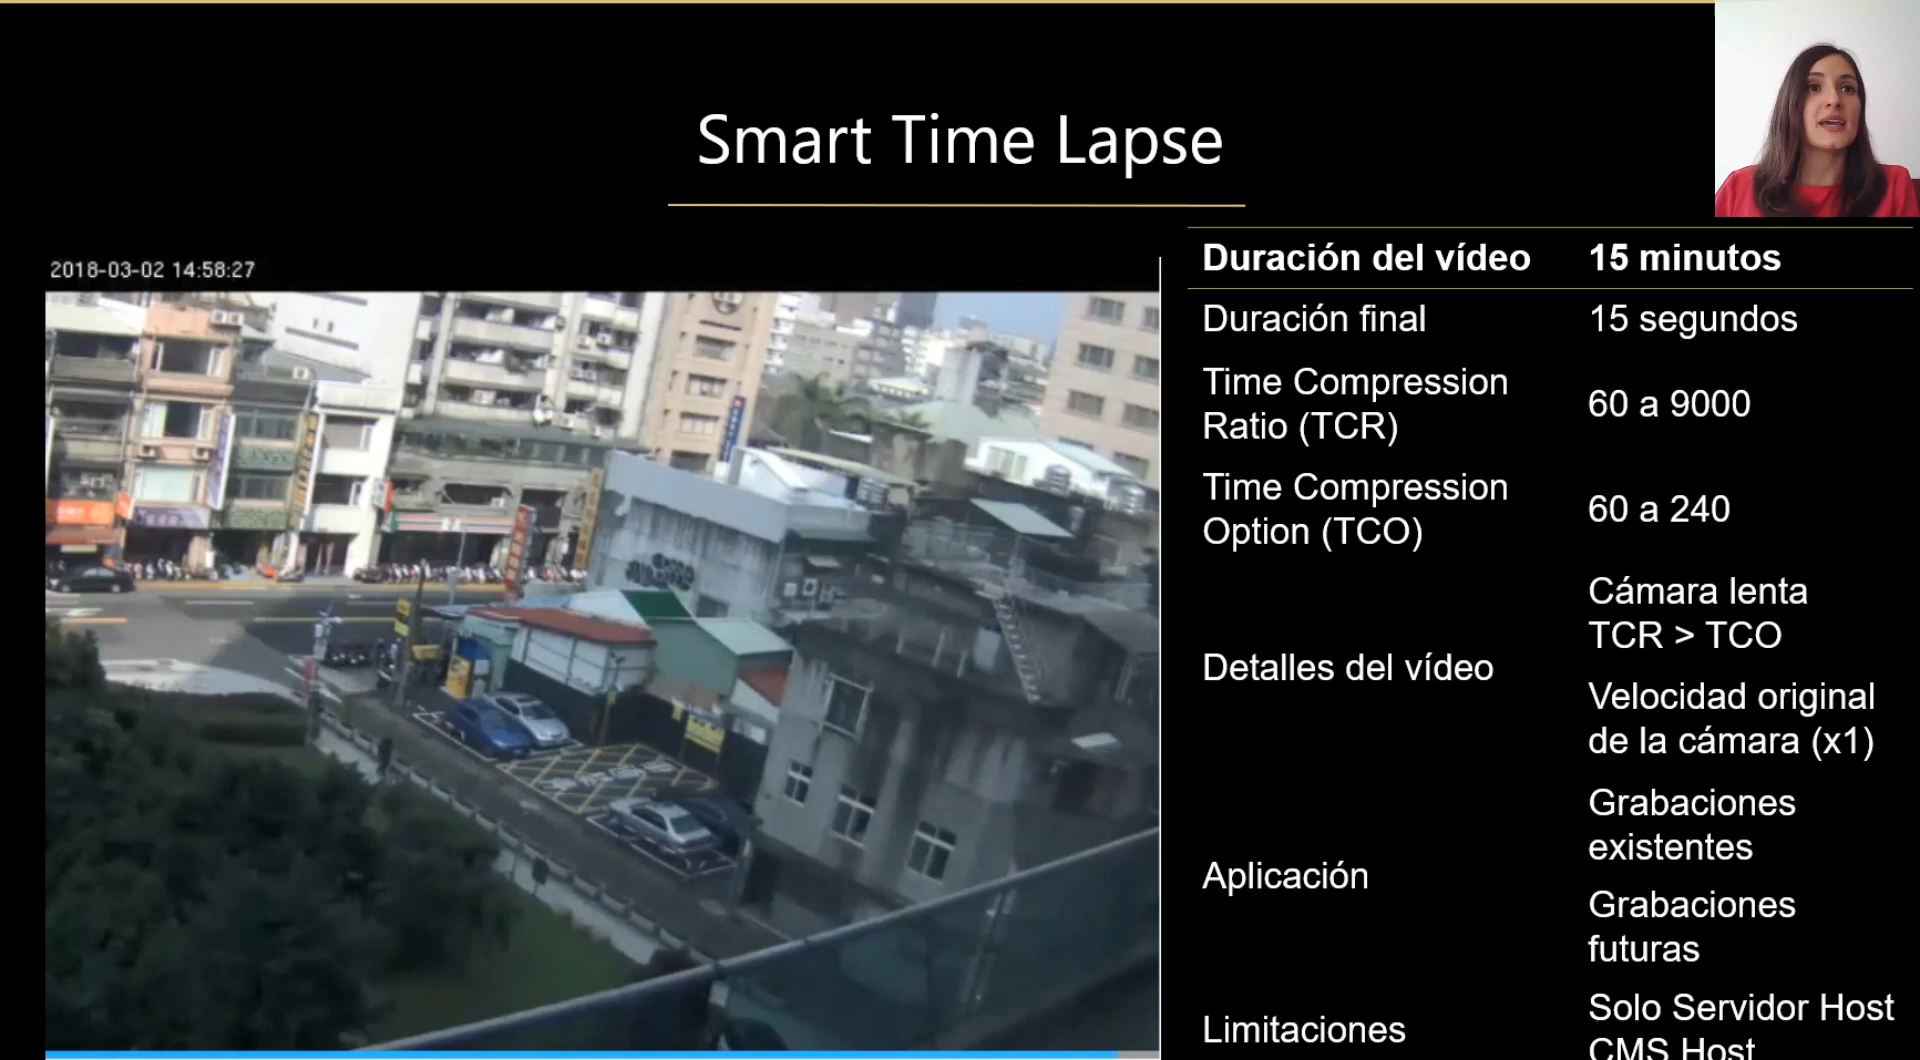 Smart Time Lapse
2018-03-02 14:58:27
Duración del vídeo 15 minutos
Duración final 15 segundos
Time Compression
Ratio (TCR)
60 a 9000
Time Compression
Option (TCO)
60 a 240
Detalles del vídeo
Cámara lenta
TCR > TCO
Velocidad original
de la cámara (x1)
Aplicación
Grabaciones
existentes
Grabaciones
futuras
Limitaciones
Solo Servidor Host
CMS Host